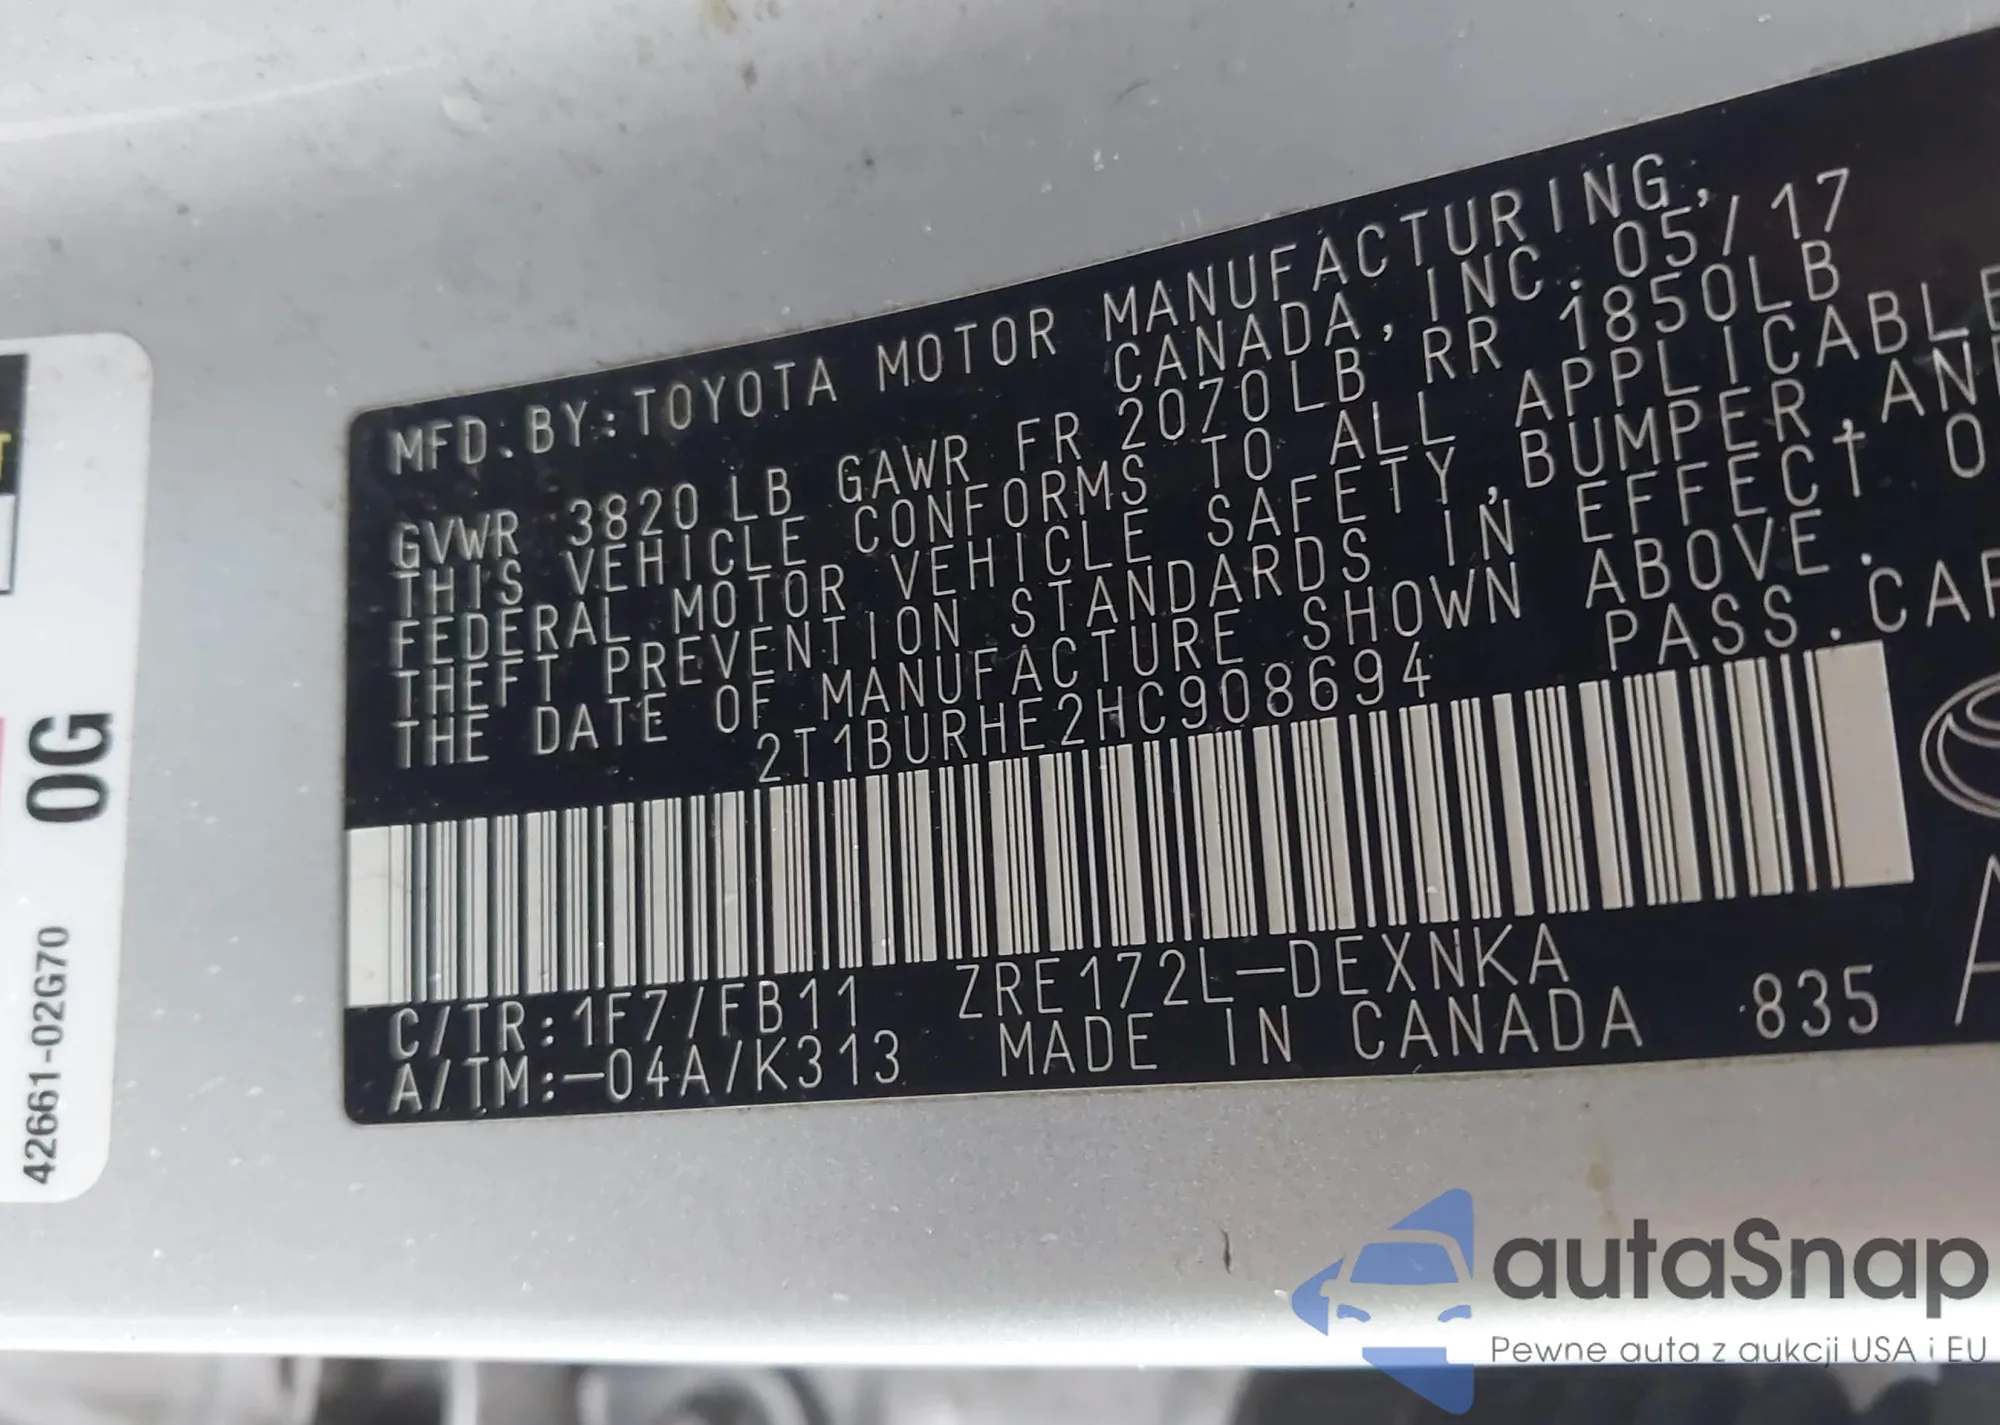 MFD.BY:TOYOTA MOTOR MANUFACTURING,
CANADA,INC. 05/17
GVWR 3820 LB GAWR FR 2070LB RR 1850LB
THIS VEHICLE CONFORMS TO ALL APPLICABLE
FEDERAL MOTOR VEHICLE SAFETY,BUMPER,AND
THEFT PREVENTION STANDARDS IN EFFECT O
THE DATE OF MANUFACTURE SHOWN ABOVE.
2T1BURHE2HC908694 PASS.CAR
C/TR:1F7/FB11 ZRE172L-DEXNKA
A/TM:-04A/K313 MADE IN CANADA 835
A
0G
42661-02G70
T
autaSnap
Pewne auta z aukcji USA i EU